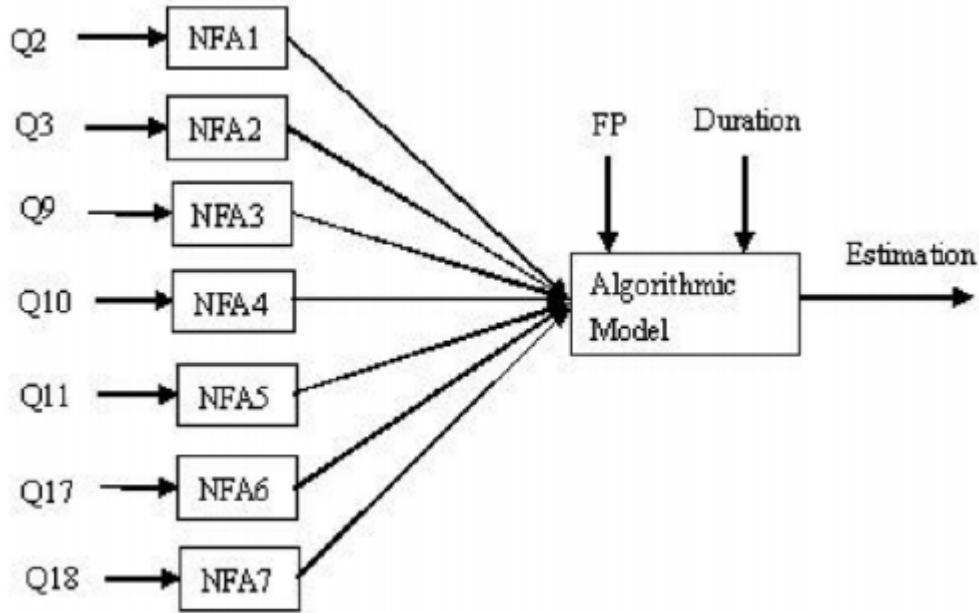 Q2
NFA1
Q3
NFA2
Q9
NFA3
Q10
NFA4
Q11
NFA5
Q17
NFA6
Q18
NFA7
FP
Duration
Algorithmic
Model
Estimation